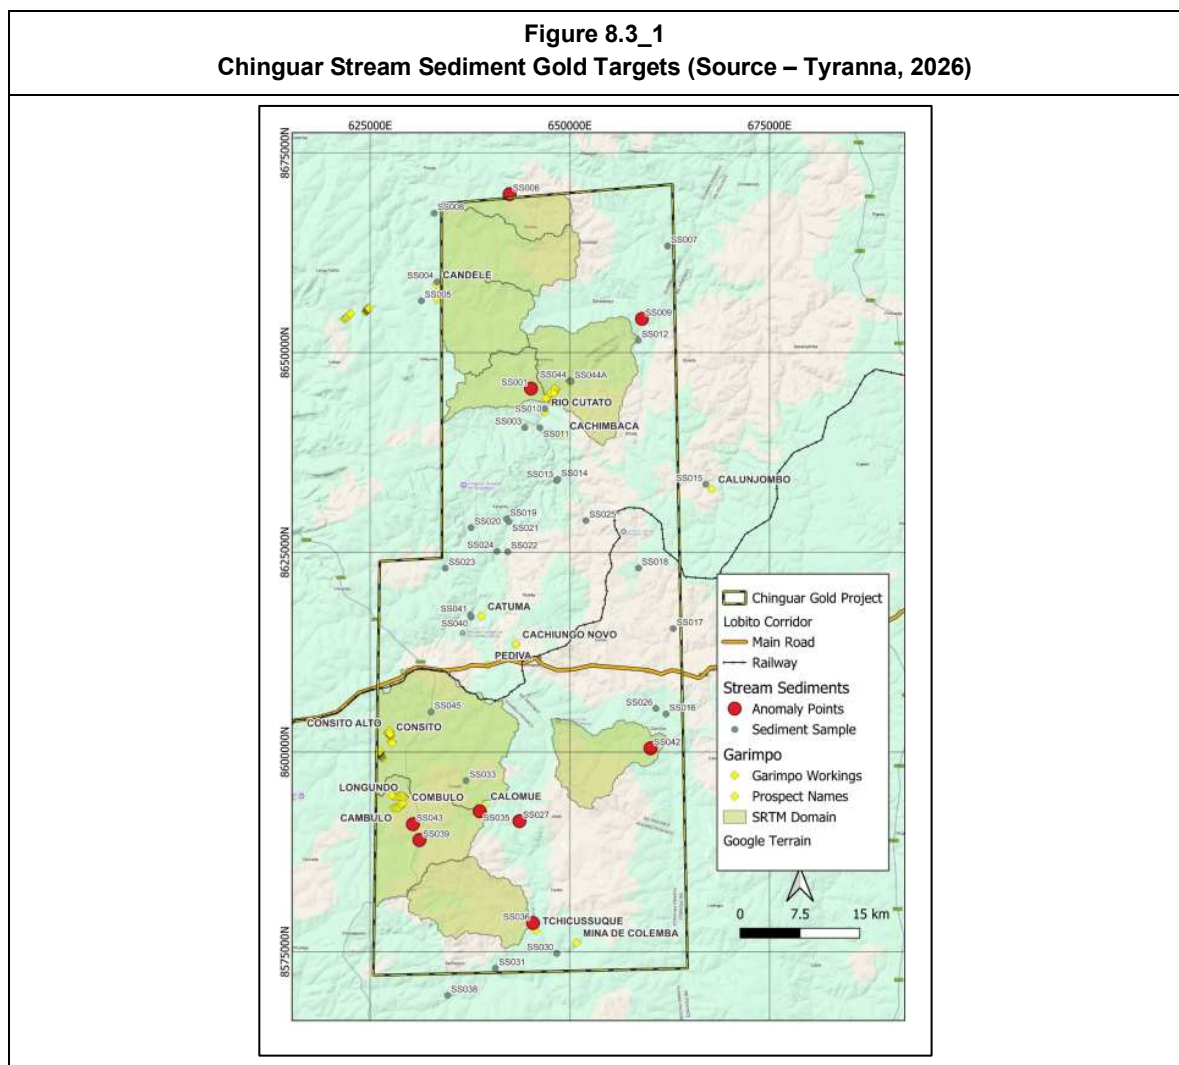 Figure 8.3_1
Chinguar Stream Sediment Gold Targets (Source – Tyranna, 2026)
625000E 650000E 675000E
8675000N
SS006
SS008
SS007
SS004 CANDELE
SS005
SS009
SS012
8650000N
SS044 SS044A
SS001
RIO CUTATO
SS010
SS003 CACHIMBACA
SS011
SS013 SS014
SS015 CALUNJOMBO
SS019
SS020 SS025
SS021
SS024 SS022
8625000N
SS023 SS018
Chinguar Gold Project
SS041 CATUMA
Lobito Corridor
SS040 SS017
CACHIUNGO NOVO
Main Road
PEDIVA
Railway
Stream Sediments
SS045 SS026 SS016
Anomaly Points
CONSITO ALTO CONSITO
Sediment Sample
SS042
8600000N
Garimpo
Garimpo Workings
SS033
LONGUNDO COMBULO CALOMUE
Prospect Names
CAMBULO SS043 SS035 SS027
SRTM Domain
SS039
Google Terrain
SS036 TCHICUSSUQUE
0 7.5 15 km
MINA DE COLEMBA
SS030
8575000N
SS031
SS038